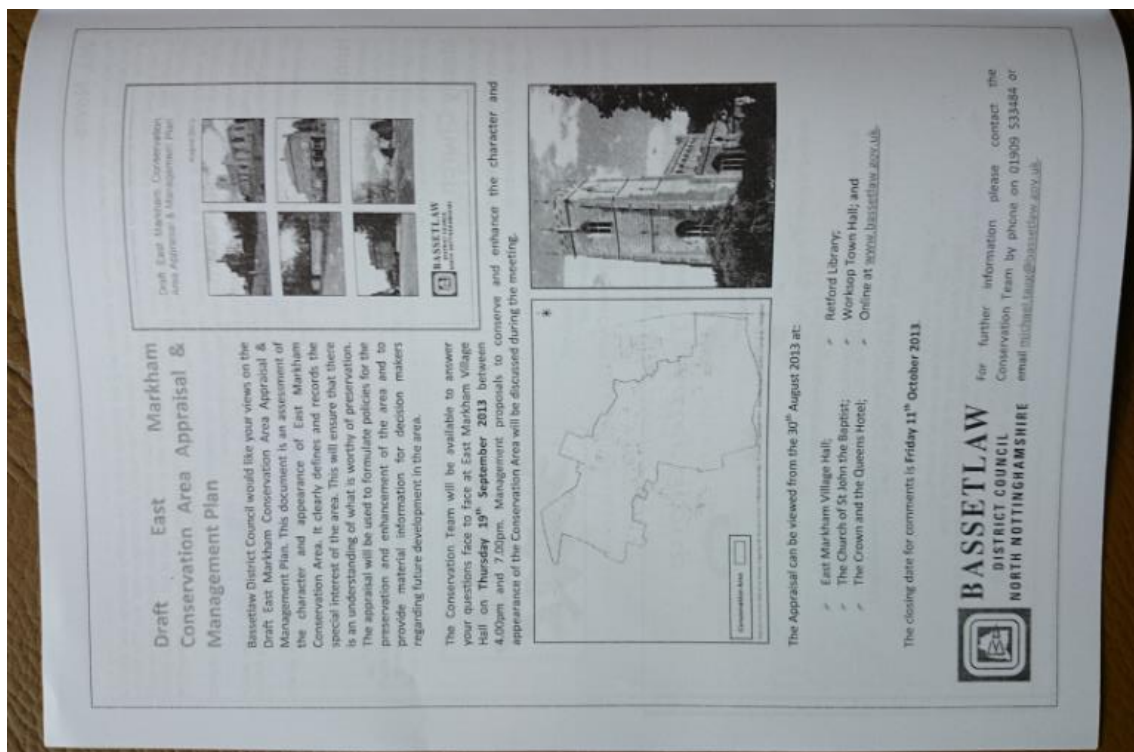 Draft East Markham
Conservation Area Appraisal &
Management Plan
Bassetlaw District Council would like your views on the
Draft East Markham Conservation Area Appraisal &
Management Plan. This document is an assessment of
the character and appearance of East Markham
Conservation Area. It clearly defines and records the
special interest of the area. This will ensure that there
is an understanding of what is worthy of preservation.
The appraisal will be used to formulate policies for the
preservation and enhancement of the area and to
provide material information for decision makers
regarding future development in the area.
Draft East Markham Conservation
Area Appraisal & Management Plan
BASSETLAW
DISTRICT COUNCIL
NORTH NOTTINGHAMSHIRE
The Conservation Team will be available to answer
your questions face to face at East Markham Village
Hall on Thursday 19th September 2013 between
4.00pm and 7.00pm. Management proposals to conserve and enhance the character and
appearance of the Conservation Area will be discussed during the meeting.
Conservation Area
The Appraisal can be viewed from the 30th August 2013 at:
East Markham Village Hall;
The Church of St John the Baptist;
The Crown and the Queens Hotel;
Retford Library;
Worksop Town Hall; and
Online at www.bassetlaw.gov.uk.
The closing date for comments is Friday 11th October 2013.
BASSETLAW
DISTRICT COUNCIL
NORTH NOTTINGHAMSHIRE
For further information please contact the
Conservation Team by phone on 01909 533484 or
email michael.tagg@bassetlaw.gov.uk.